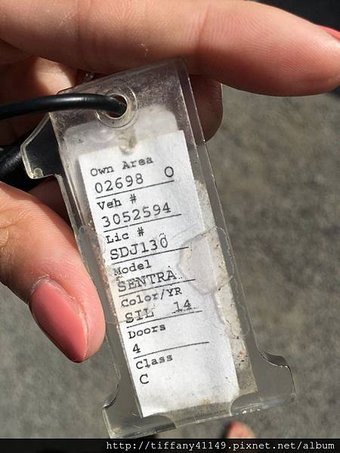 Own Area
02698 O
Veh #
3052594
Lic #
SDJ130
Model
SENTRA
Color/YR
SIL 14
Doors
4
Class
C
http://tiffany41149.pixnet.net/album